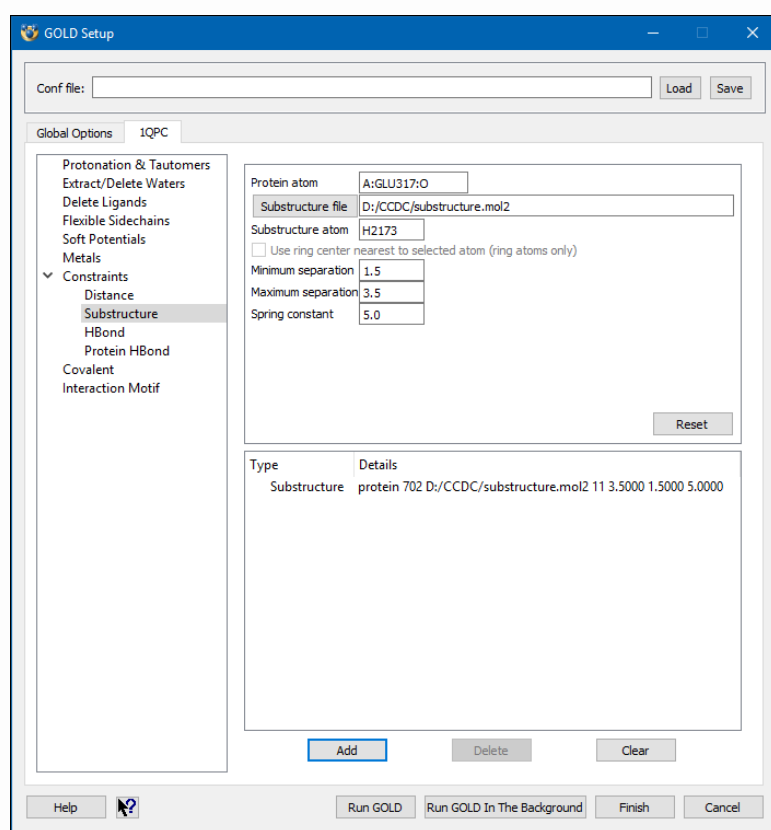 GOLD Setup
Conf file:
Load
Save
Global Options
1QPC
Protonation & Tautomers
Extract/Delete Waters
Delete Ligands
Flexible Sidechains
Soft Potentials
Metals
Constraints
Distance
Substructure
HBond
Protein HBond
Covalent
Interaction Motif
Protein atom A:GLU317:O
Substructure file D:/CCDC/substructure.mol2
Substructure atom H2173
Use ring center nearest to selected atom (ring atoms only)
Minimum separation 1.5
Maximum separation 3.5
Spring constant 5.0
Reset
Type Details
Substructure protein 702 D:/CCDC/substructure.mol2 11 3.5000 1.5000 5.0000
Add Delete Clear
Help ? Run GOLD Run GOLD In The Background Finish Cancel